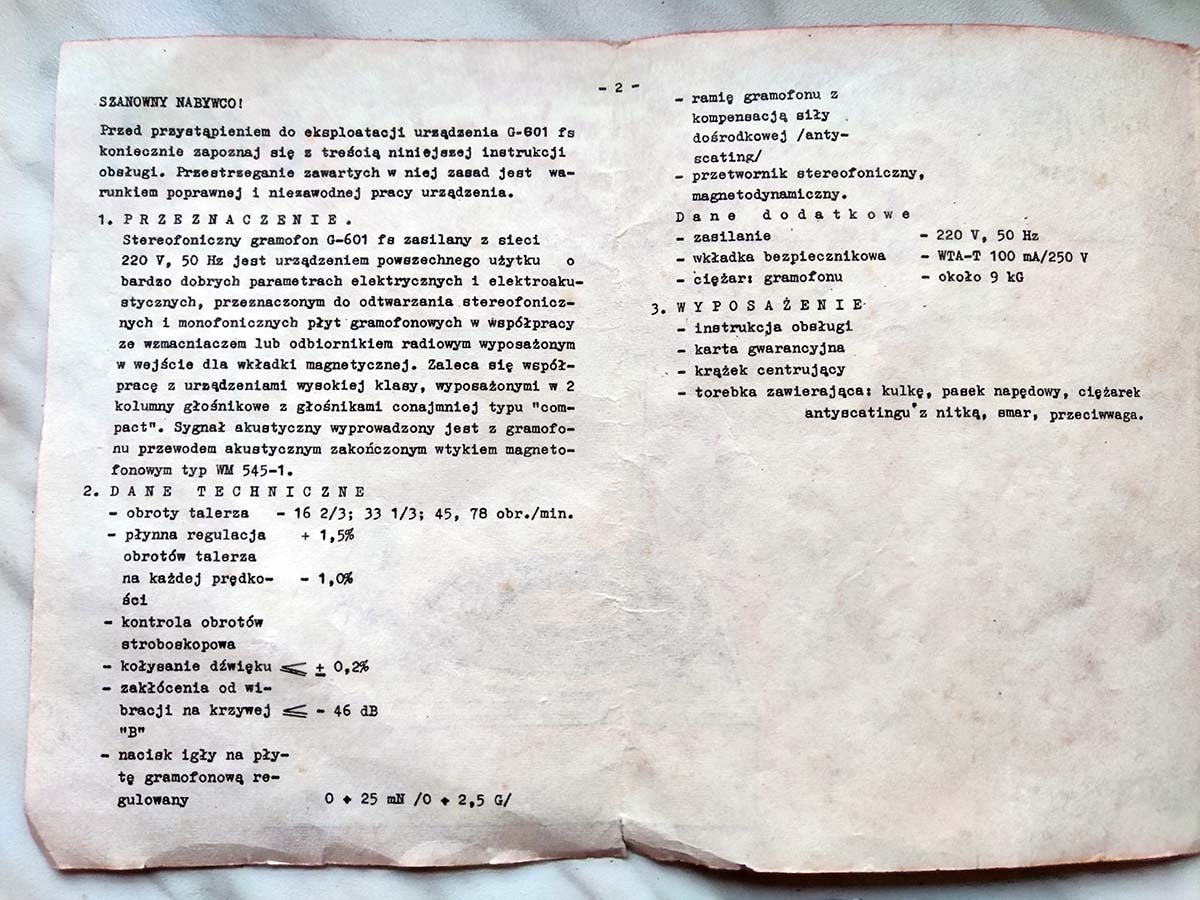 - 2 -
SZANOWNY NABYWCO!
Przed przystąpieniem do eksploatacji urządzenia G-601 fs
koniecznie zapoznaj się z treścią niniejszej instrukcji
obsługi. Przestrzeganie zawartych w niej zasad jest wa-
runkiem poprawnej i niezawodnej pracy urządzenia.
1. P R Z E Z N A C Z E N I E .
Stereofoniczny gramofon G-601 fs zasilany z sieci
220 V, 50 Hz jest urządzeniem powszechnego użytku o
bardzo dobrych parametrach elektrycznych i elektroaku-
stycznych, przeznaczonym do odtwarzania stereofonicz-
nych i monofonicznych płyt gramofonowych w współpracy
ze wzmacniaczem lub odbiornikiem radiowym wyposażonym
w wejście dla wkładki magnetycznej. Zaleca się współ-
pracę z urządzeniami wysokiej klasy, wyposażonymi w 2
kolumny głośnikowe z głośnikami conajmniej typu "com-
pact". Sygnał akustyczny wyprowadzony jest z gramofo-
nu przewodem akustycznym zakończonym wtykiem magneto-
fonowym typ WM 545-1.
2. D A N E T E C H N I C Z N E
- obroty talerza - 16 2/3; 33 1/3; 45, 78 obr./min.
- płynna regulacja + 1,5%
obrotów talerza
na każdej prędko- - 1,0%
ści
- kontrola obrotów
stroboskopowa
- kołysanie dźwięku ≤ ± 0,2%
- zakłócenia od wi-
bracji na krzywej ≤ - 46 dB
"B"
- nacisk igły na pły-
tę gramofonową re-
gulowany 0 ÷ 25 mN /0 ÷ 2,5 G/
- ramię gramofonu z
kompensacją siły
dośrodkowej /anty-
scating/
- przetwornik stereofoniczny,
magnetodynamiczny.
D a n e d o d a t k o w e
- zasilanie - 220 V, 50 Hz
- wkładka bezpiecznikowa - WTA-T 100 mA/250 V
- ciężar: gramofonu - około 9 kG
3. W Y P O S A Ż E N I E
- instrukcja obsługi
- karta gwarancyjna
- krążek centrujący
- torebka zawierająca: kulkę, pasek napędowy, ciężarek
antyscatingu z nitką, smar, przeciwwaga.